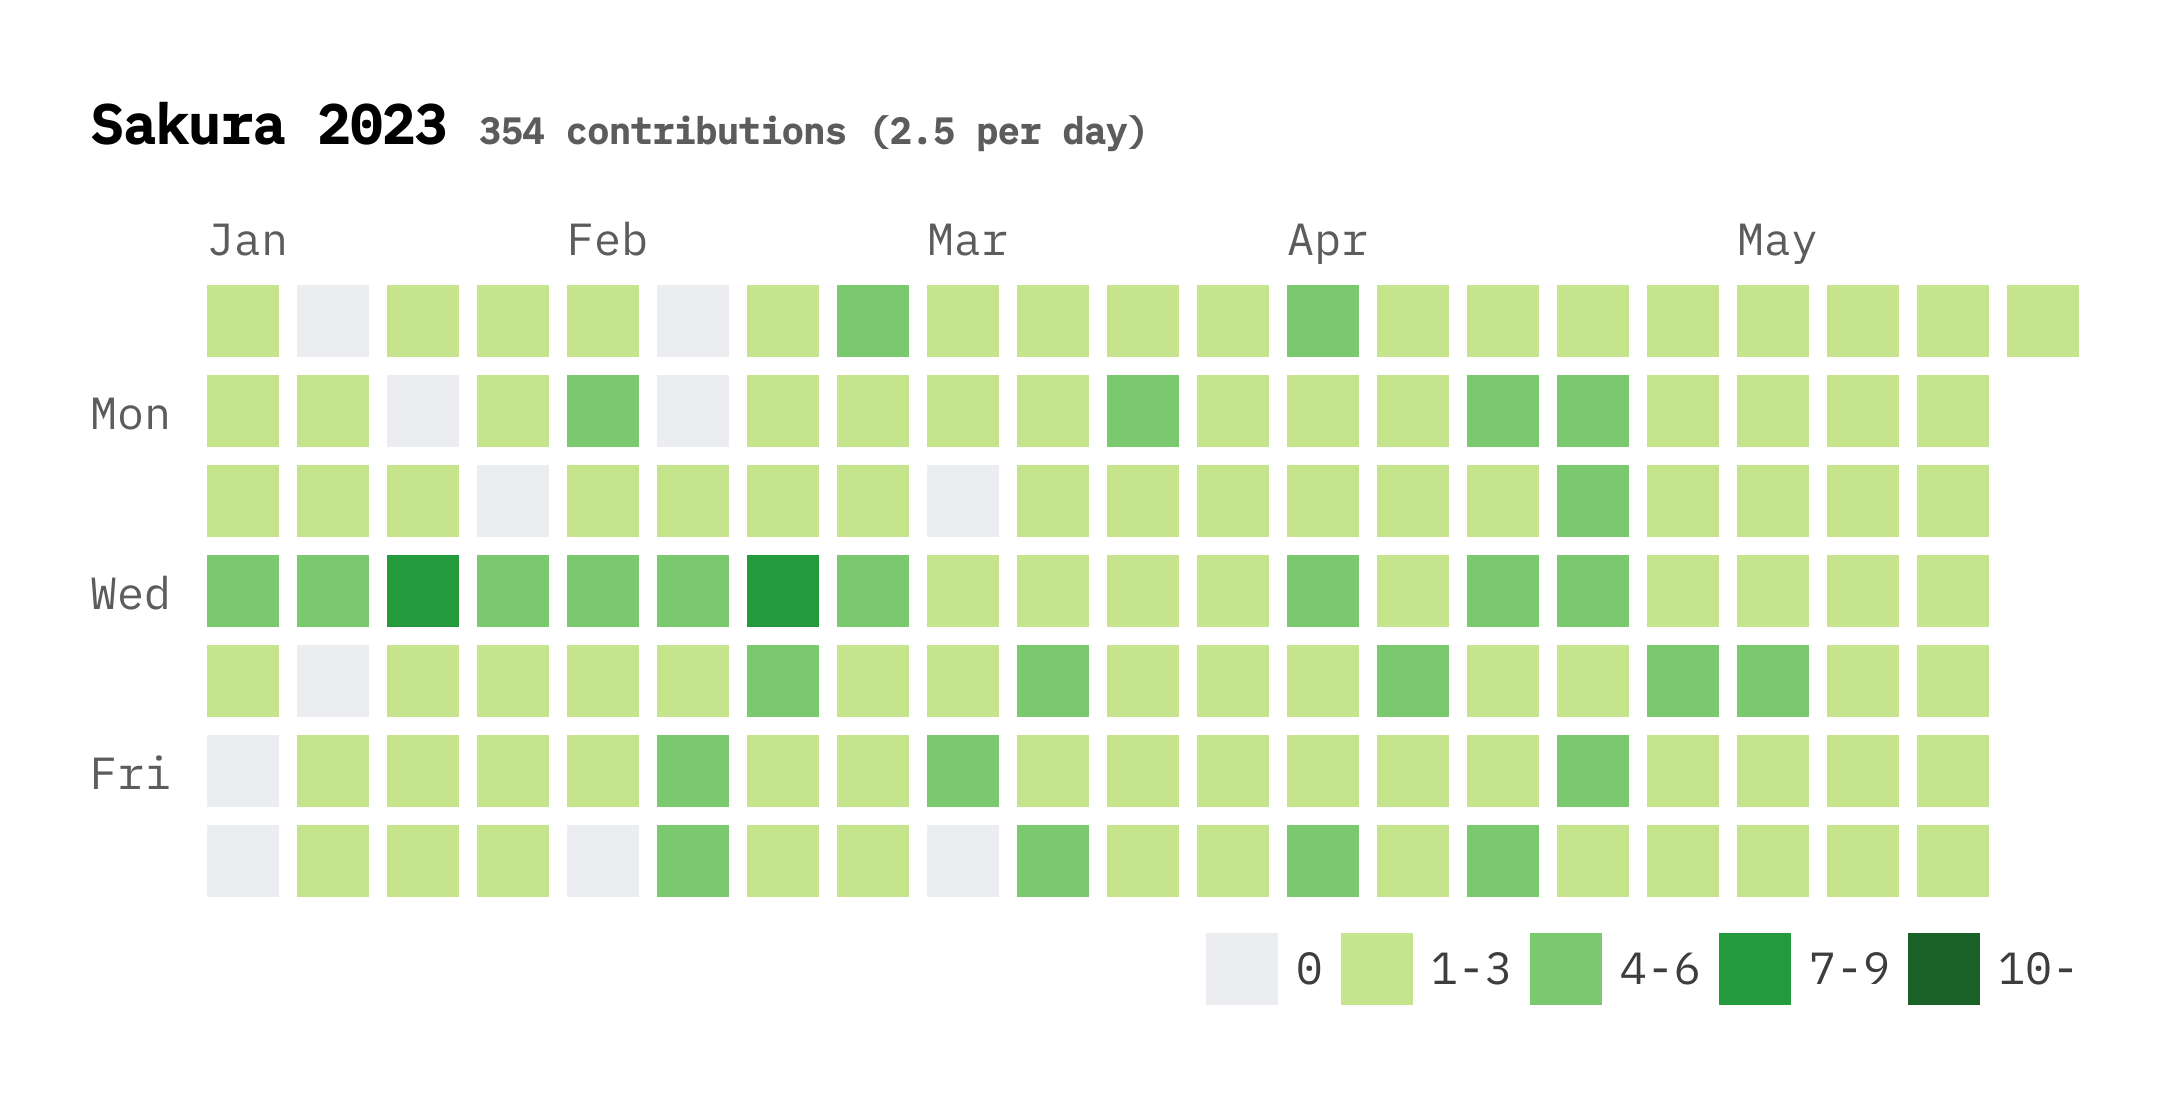 Sakura 2023 354 contributions (2.5 per day)
Jan Feb Mar Apr May
Mon
Wed
Fri
0 1-3 4-6 7-9 10-